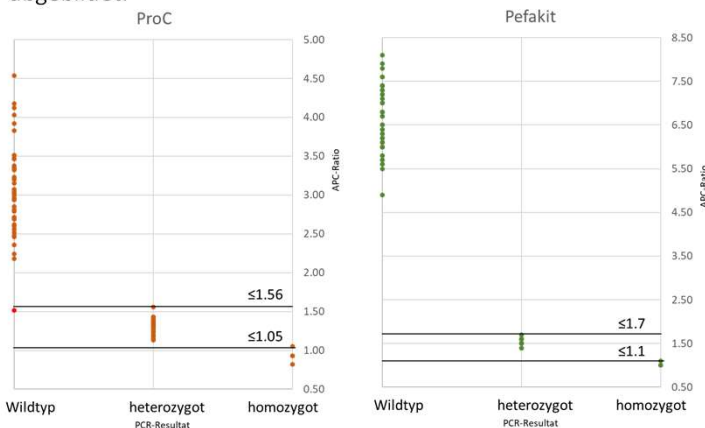 ProC
5.00
4.50
4.00
3.50
3.00
2.50
2.00
1.50
1.00
0.50
APC-Ratio
≤1.56
≤1.05
Wildtyp heterozygot homozygot
PCR-Resultat
Pefakit
8.50
7.50
6.50
5.50
4.50
3.50
2.50
1.50
0.50
APC-Ratio
≤1.7
≤1.1
Wildtyp heterozygot homozygot
PCR-Resultat